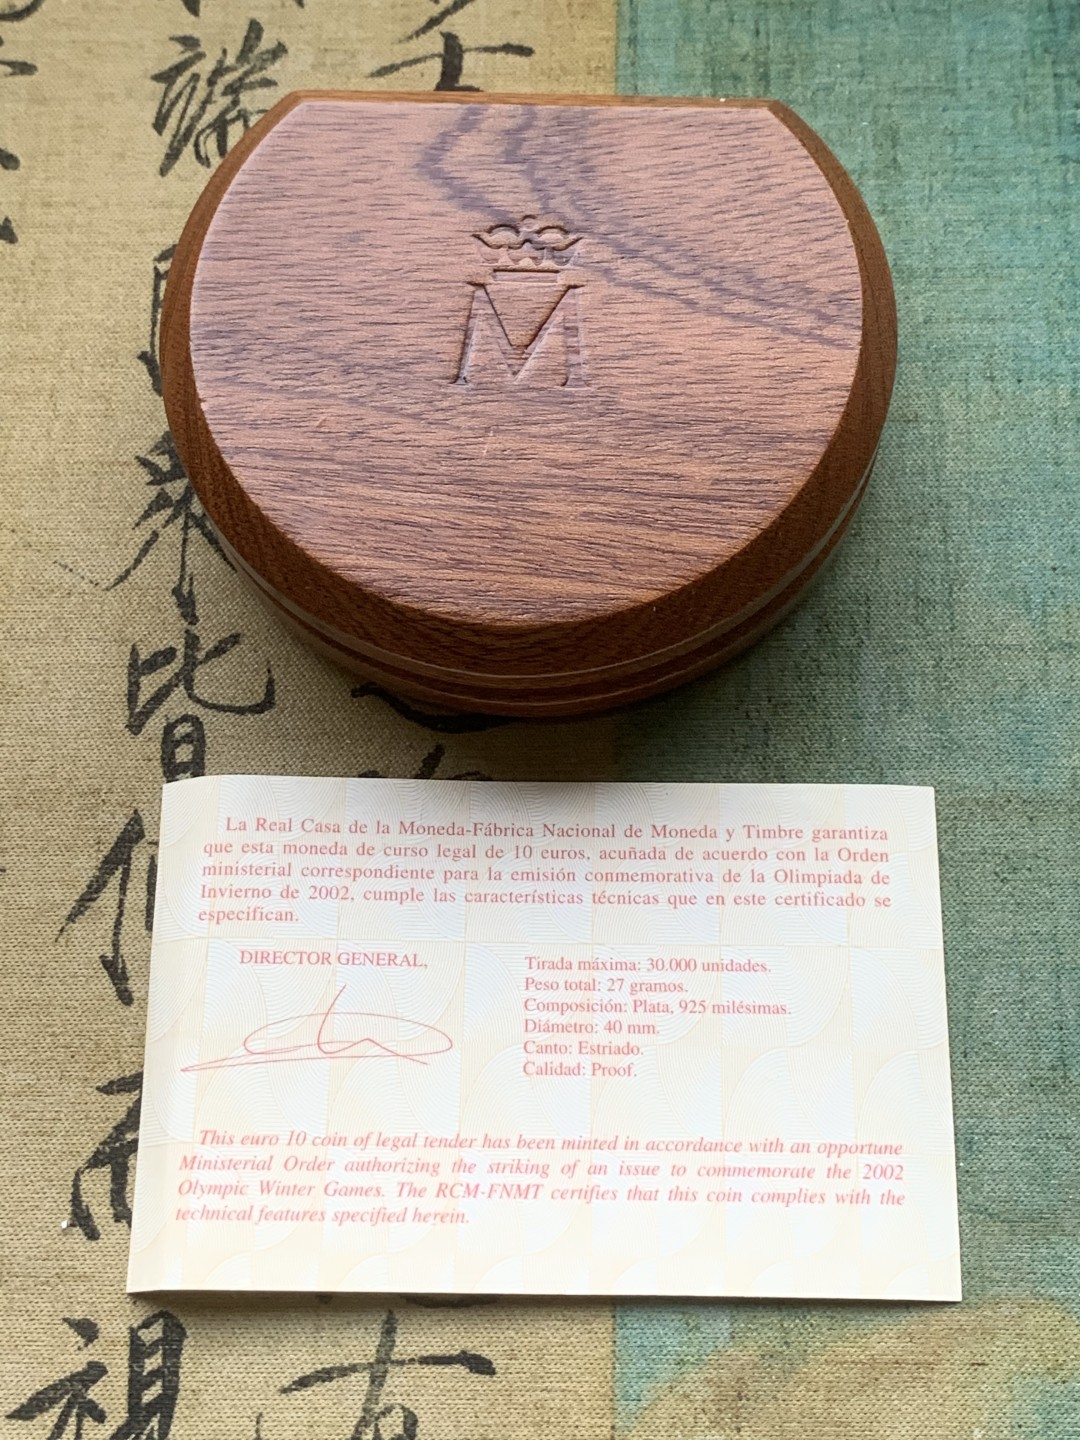 端
M
眾
比
皆
La Real Casa de la Moneda-Fábrica Nacional de Moneda y Timbre garantiza
que esta moneda de curso legal de 10 euros, acuñada de acuerdo con la Orden
ministerial correspondiente para la emisión conmemorativa de la Olimpiada de
Invierno de 2002, cumple las características técnicas que en este certificado se
especifican.
DIRECTOR GENERAL,
Tirada máxima: 30.000 unidades.
Peso total: 27 gramos.
Composición: Plata, 925 milésimas.
Diámetro: 40 mm.
Canto: Estriado.
Calidad: Proof.
This euro 10 coin of legal tender has been minted in accordance with an opportune
Ministerial Order authorizing the striking of an issue to commemorate the 2002
Olympic Winter Games. The RCM-FNMT certifies that this coin complies with the
technical features specified herein.